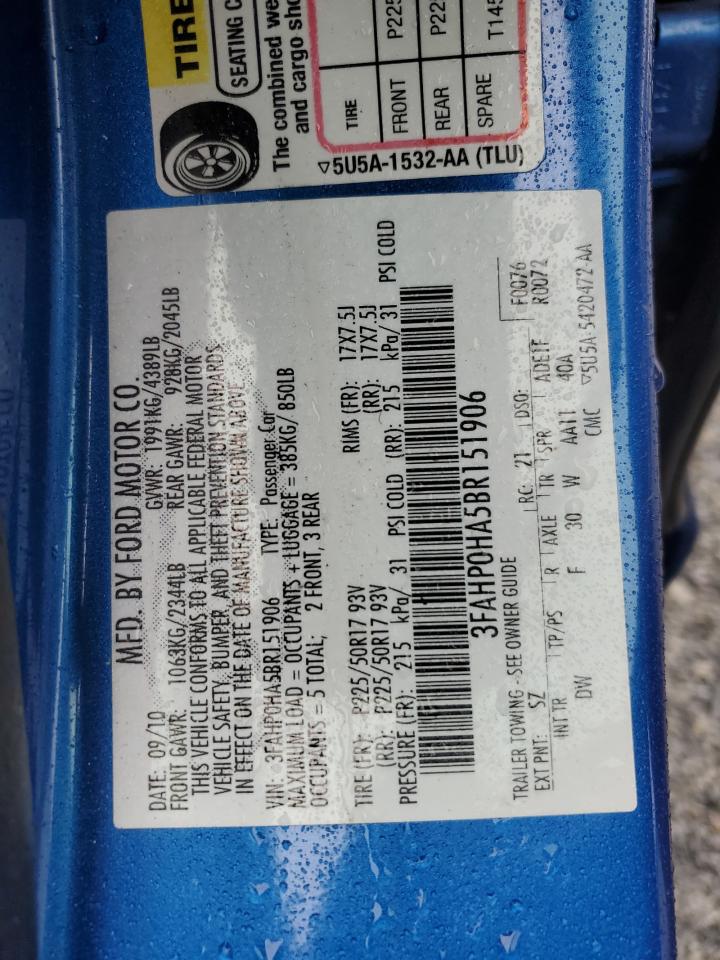 TIRE
SEATING C
The combined we
and cargo sho
TIRE
FRONT P225
REAR P22
SPARE T145
▽5U5A-1532-AA (TLU)
MFD. BY FORD MOTOR CO.
DATE: 09/10 GVWR: 1991KG/4389LB
FRONT GAWR: 1063KG/2344LB REAR GAWR: 928KG/2045LB
THIS VEHICLE CONFORMS TO ALL APPLICABLE FEDERAL MOTOR
VEHICLE SAFETY, BUMPER, AND THEFT PREVENTION STANDARDS
IN EFFECT ON THE DATE OF MANUFACTURE SHOWN ABOVE
VIN: 3FAHP0HA5BR151906 TYPE: Passenger Car
MAXIMUM LOAD = OCCUPANTS + LUGGAGE = 385KG/ 850LB
OCCUPANTS = 5 TOTAL; 2 FRONT, 3 REAR
TIRE (FR): P225/50R17 93V RIMS (FR): 17X7.5J
(RR): P225/50R17 93V (RR): 17X7.5J
PRESSURE (FR): 215 kPa/ 31 PSI COLD (RR): 215 kPa/ 31 PSI COLD
3FAHP0HA5BR151906
TRAILER TOWING - SEE OWNER GUIDE F0076
EXT PNT: SZ RC: 21 DSO: R0072
INT TR TP/PS R AXLE TR SPR ADEIF
DW F 30 W AA11 40A
CMC ▽5U5A-5420472-AA